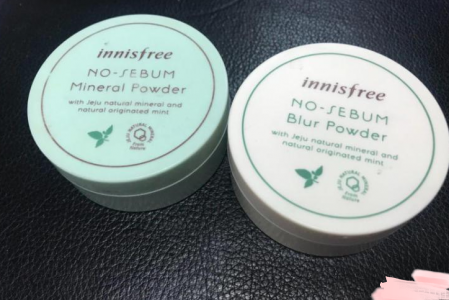 innisfree
NO-SEBUM
Mineral Powder
with Jeju natural mineral and
natural originated mint
innisfree
NO-SEBUM
Blur Powder
with Jeju natural mineral and
natural originated mint